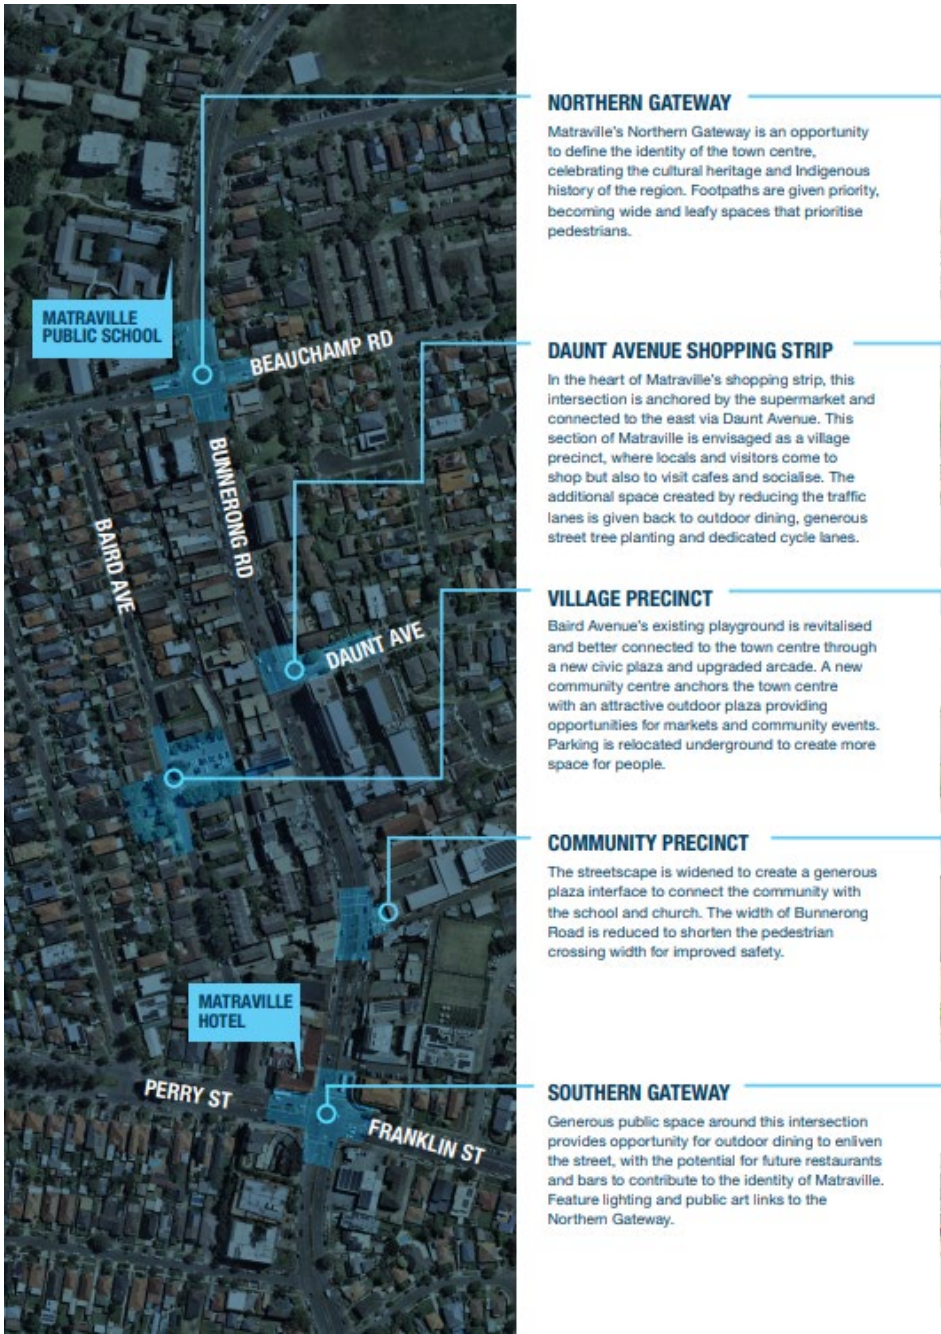 NORTHERN GATEWAY
Matraville's Northern Gateway is an opportunity
to define the identity of the town centre,
celebrating the cultural heritage and Indigenous
history of the region. Footpaths are given priority,
becoming wide and leafy spaces that prioritise
pedestrians.
MATRAVILLE
PUBLIC SCHOOL
BEAUCHAMP RD
DAUNT AVENUE SHOPPING STRIP
In the heart of Matraville's shopping strip, this
intersection is anchored by the supermarket and
connected to the east via Daunt Avenue. This
section of Matraville is envisaged as a village
precinct, where locals and visitors come to
shop but also to visit cafes and socialise. The
additional space created by reducing the traffic
lanes is given back to outdoor dining, generous
street tree planting and dedicated cycle lanes.
BUNNERONG RD
BAIRD AVE
DAUNT AVE
VILLAGE PRECINCT
Baird Avenue's existing playground is revitalised
and better connected to the town centre through
a new civic plaza and upgraded arcade. A new
community centre anchors the town centre
with an attractive outdoor plaza providing
opportunities for markets and community events.
Parking is relocated underground to create more
space for people.
COMMUNITY PRECINCT
The streetscape is widened to create a generous
plaza interface to connect the community with
the school and church. The width of Bunnerong
Road is reduced to shorten the pedestrian
crossing width for improved safety.
MATRAVILLE
HOTEL
PERRY ST
FRANKLIN ST
SOUTHERN GATEWAY
Generous public space around this intersection
provides opportunity for outdoor dining to enliven
the street, with the potential for future restaurants
and bars to contribute to the identity of Matraville.
Feature lighting and public art links to the
Northern Gateway.